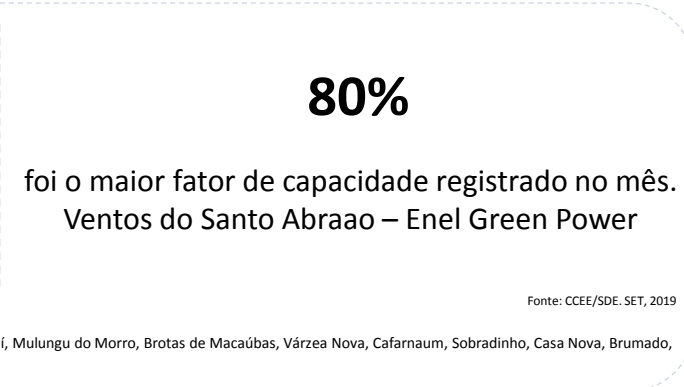 80%
foi o maior fator de capacidade registrado no mês.
Ventos do Santo Abraao – Enel Green Power
Fonte: CCEE/SDE. SET, 2019
í, Mulungu do Morro, Brotas de Macaúbas, Várzea Nova, Cafarnaum, Sobradinho, Casa Nova, Brumado,